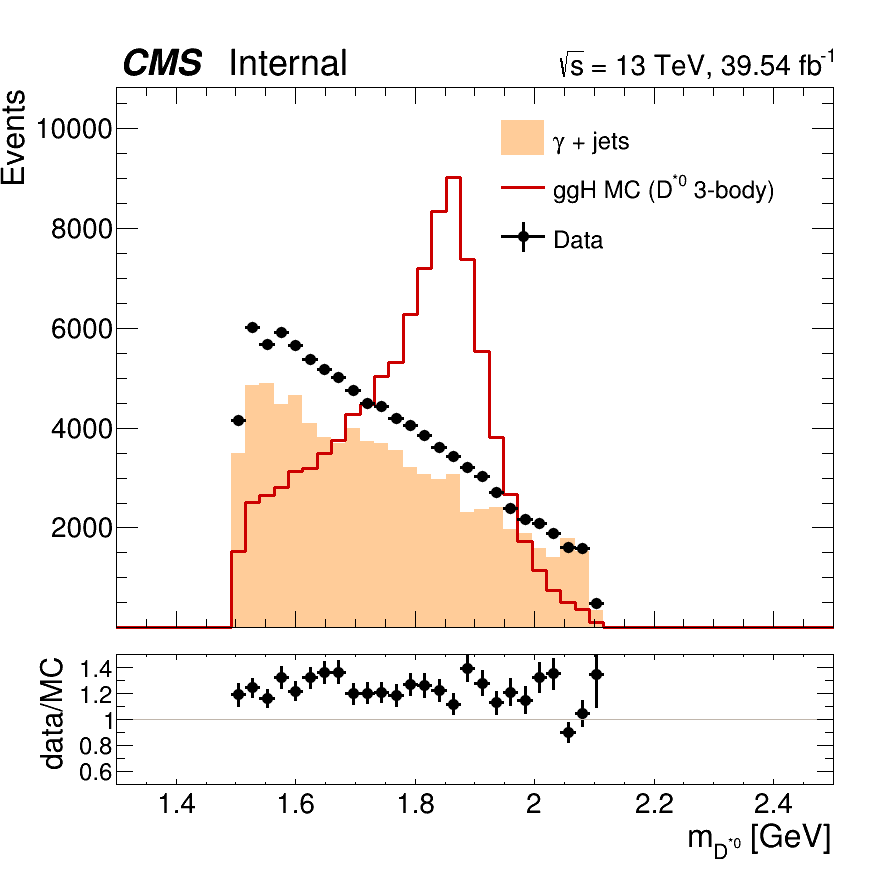 CMS Internal
√s = 13 TeV, 39.54 fb⁻¹
Events
10000
8000
6000
4000
2000
γ + jets
ggH MC (D*⁰ 3-body)
Data
data/MC
1.4
1.2
1
0.8
0.6
1.4 1.6 1.8 2 2.2 2.4
m_D*⁰ [GeV]